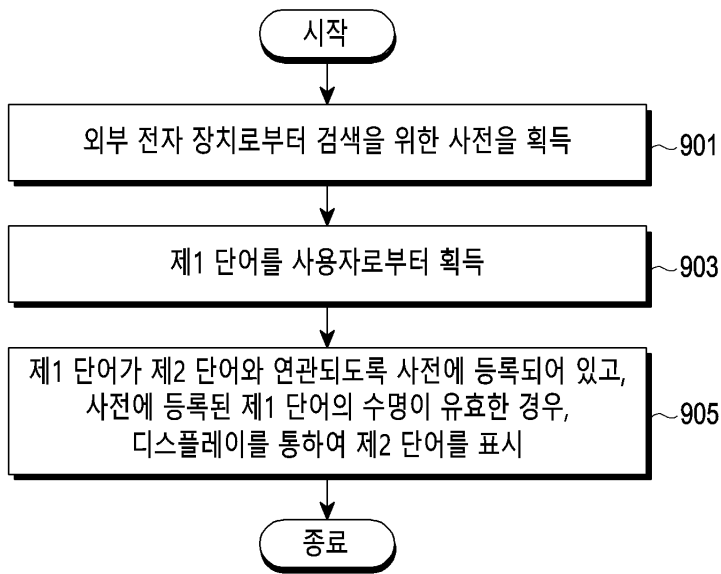 시작
외부 전자 장치로부터 검색을 위한 사전을 획득
901
제1 단어를 사용자로부터 획득
903
제1 단어가 제2 단어와 연관되도록 사전에 등록되어 있고,
사전에 등록된 제1 단어의 수명이 유효한 경우,
디스플레이를 통하여 제2 단어를 표시
905
종료